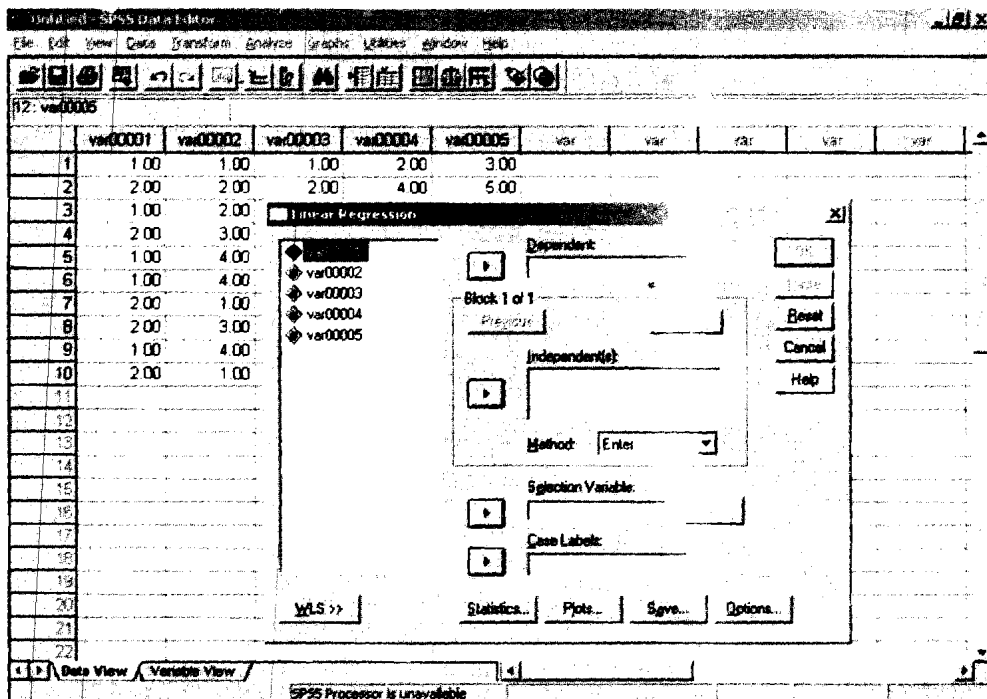 Untitled - SPSS Data Editor
File Edit View Data Transform Analyze Graphs Utilities Window Help
12: var00005
var00001 var00002 var00003 var00004 var00005 var var var var var
1 1.00 1.00 1.00 2.00 3.00
2 2.00 2.00 2.00 4.00 5.00
3 1.00 2.00
4 2.00 3.00
5 1.00 4.00
6 1.00 4.00
7 2.00 1.00
8 2.00 3.00
9 1.00 4.00
10 2.00 1.00
11
12
13
14
15
16
17
18
19
20
21
22
Linear Regression
var00002
var00003
var00004
var00005
Dependent:
Block 1 of 1
Previous
Independent(s):
Method: Enter
Selection Variable:
Case Labels:
WLS >>
Statistics... Plots... Save... Options...
OK
Paste
Reset
Cancel
Help
Data View Variable View
SPSS Processor is unavailable